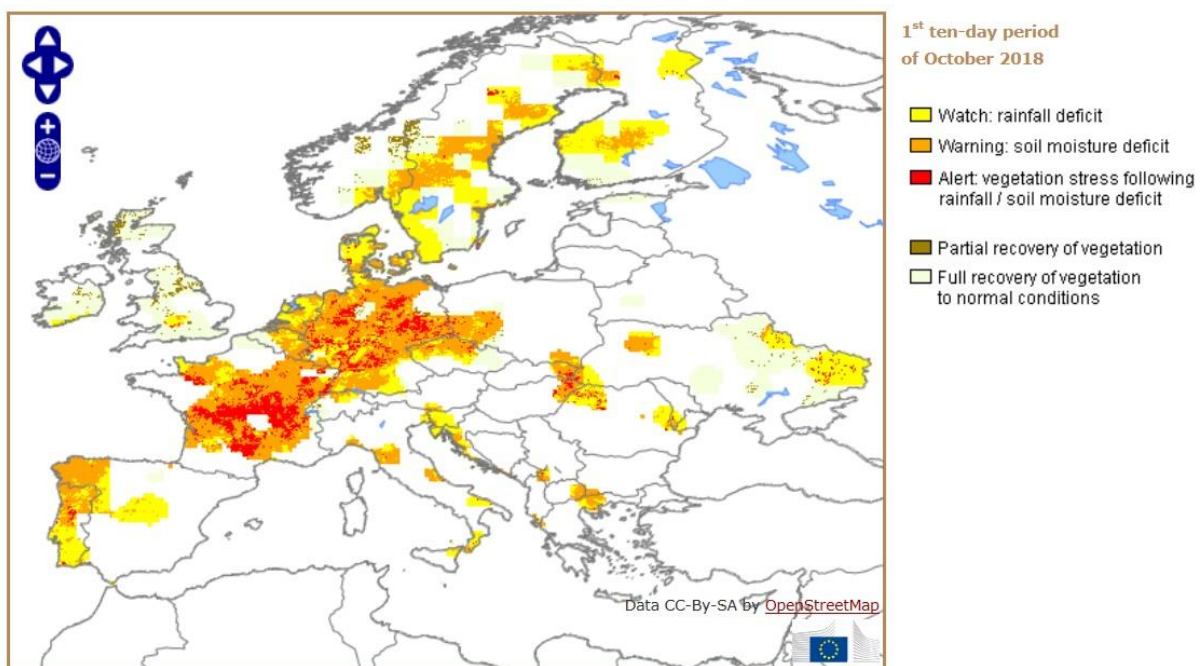 1st ten-day period
of October 2018
Watch: rainfall deficit
Warning: soil moisture deficit
Alert: vegetation stress following
rainfall / soil moisture deficit
Partial recovery of vegetation
Full recovery of vegetation
to normal conditions
Data CC-By-SA by OpenStreetMap